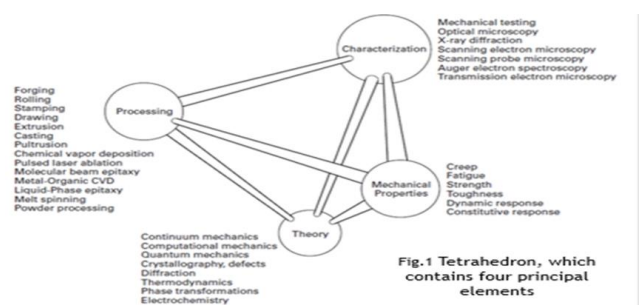 Characterization
Mechanical testing
Optical microscopy
X-ray diffraction
Scanning electron microscopy
Scanning probe microscopy
Auger electron spectroscopy
Transmission electron microscopy
Processing
Forging
Rolling
Stamping
Drawing
Extrusion
Casting
Pultrusion
Chemical vapor deposition
Pulsed laser ablation
Molecular beam epitaxy
Metal-Organic CVD
Liquid-Phase epitaxy
Melt spinning
Powder processing
Mechanical
Properties
Creep
Fatigue
Strength
Toughness
Dynamic response
Constitutive response
Theory
Continuum mechanics
Computational mechanics
Quantum mechanics
Crystallography, defects
Diffraction
Thermodynamics
Phase transformations
Electrochemistry
Fig.1 Tetrahedron, which
contains four principal
elements